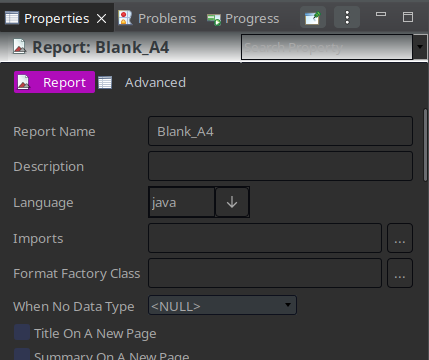 Properties Problems Progress
Report: Blank_A4 Search Property
Report Advanced
Report Name Blank_A4
Description
Language java
Imports ...
Format Factory Class ...
When No Data Type <NULL>
Title On A New Page
Summary On A New Page